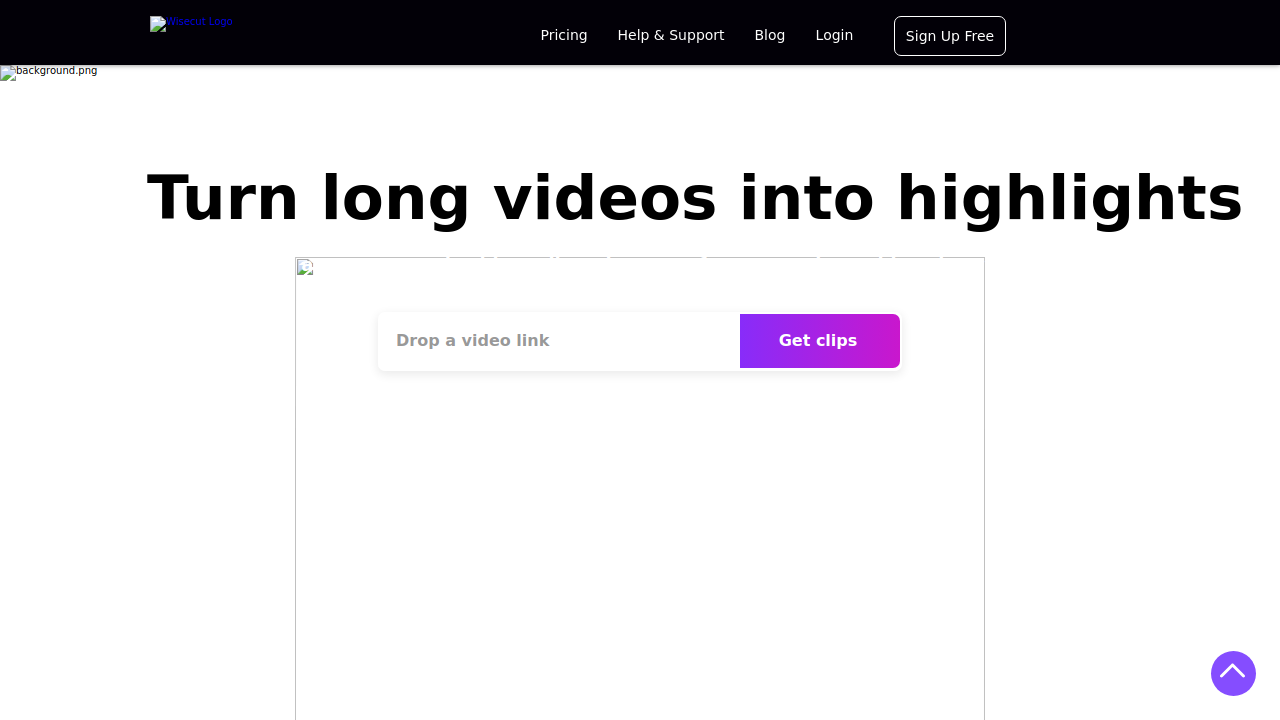 Wisecut Logo
Pricing
Help & Support
Blog
Login
Sign Up Free
background.png
Turn long videos into highlights
Drop a video link
Get clips